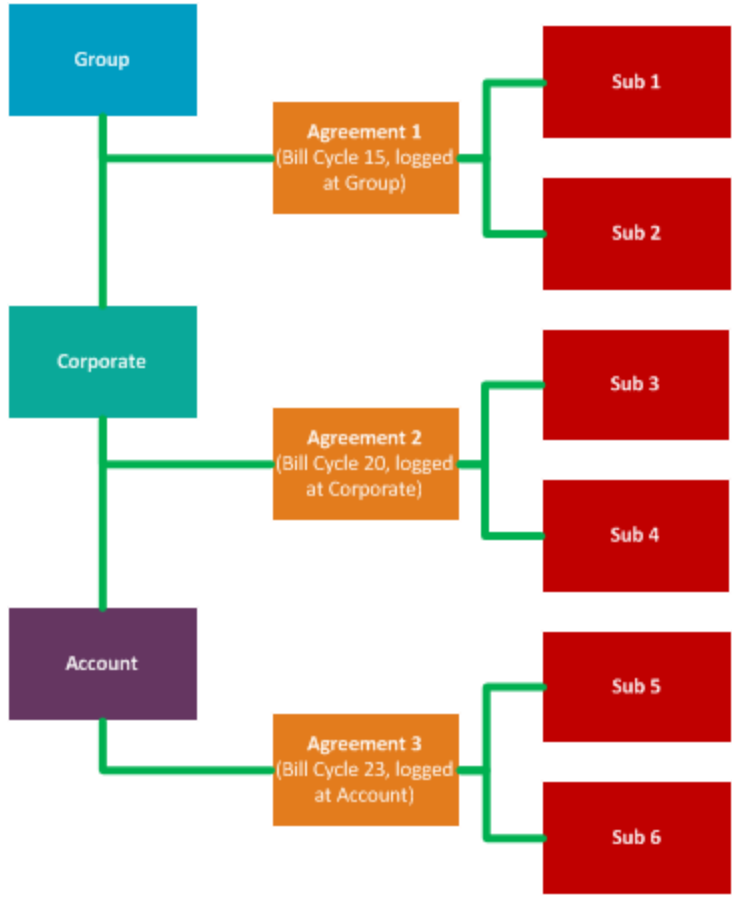 Group
Agreement 1
(Bill Cycle 15, logged
at Group)
Sub 1
Sub 2
Corporate
Agreement 2
(Bill Cycle 20, logged
at Corporate)
Sub 3
Sub 4
Account
Agreement 3
(Bill Cycle 23, logged
at Account)
Sub 5
Sub 6